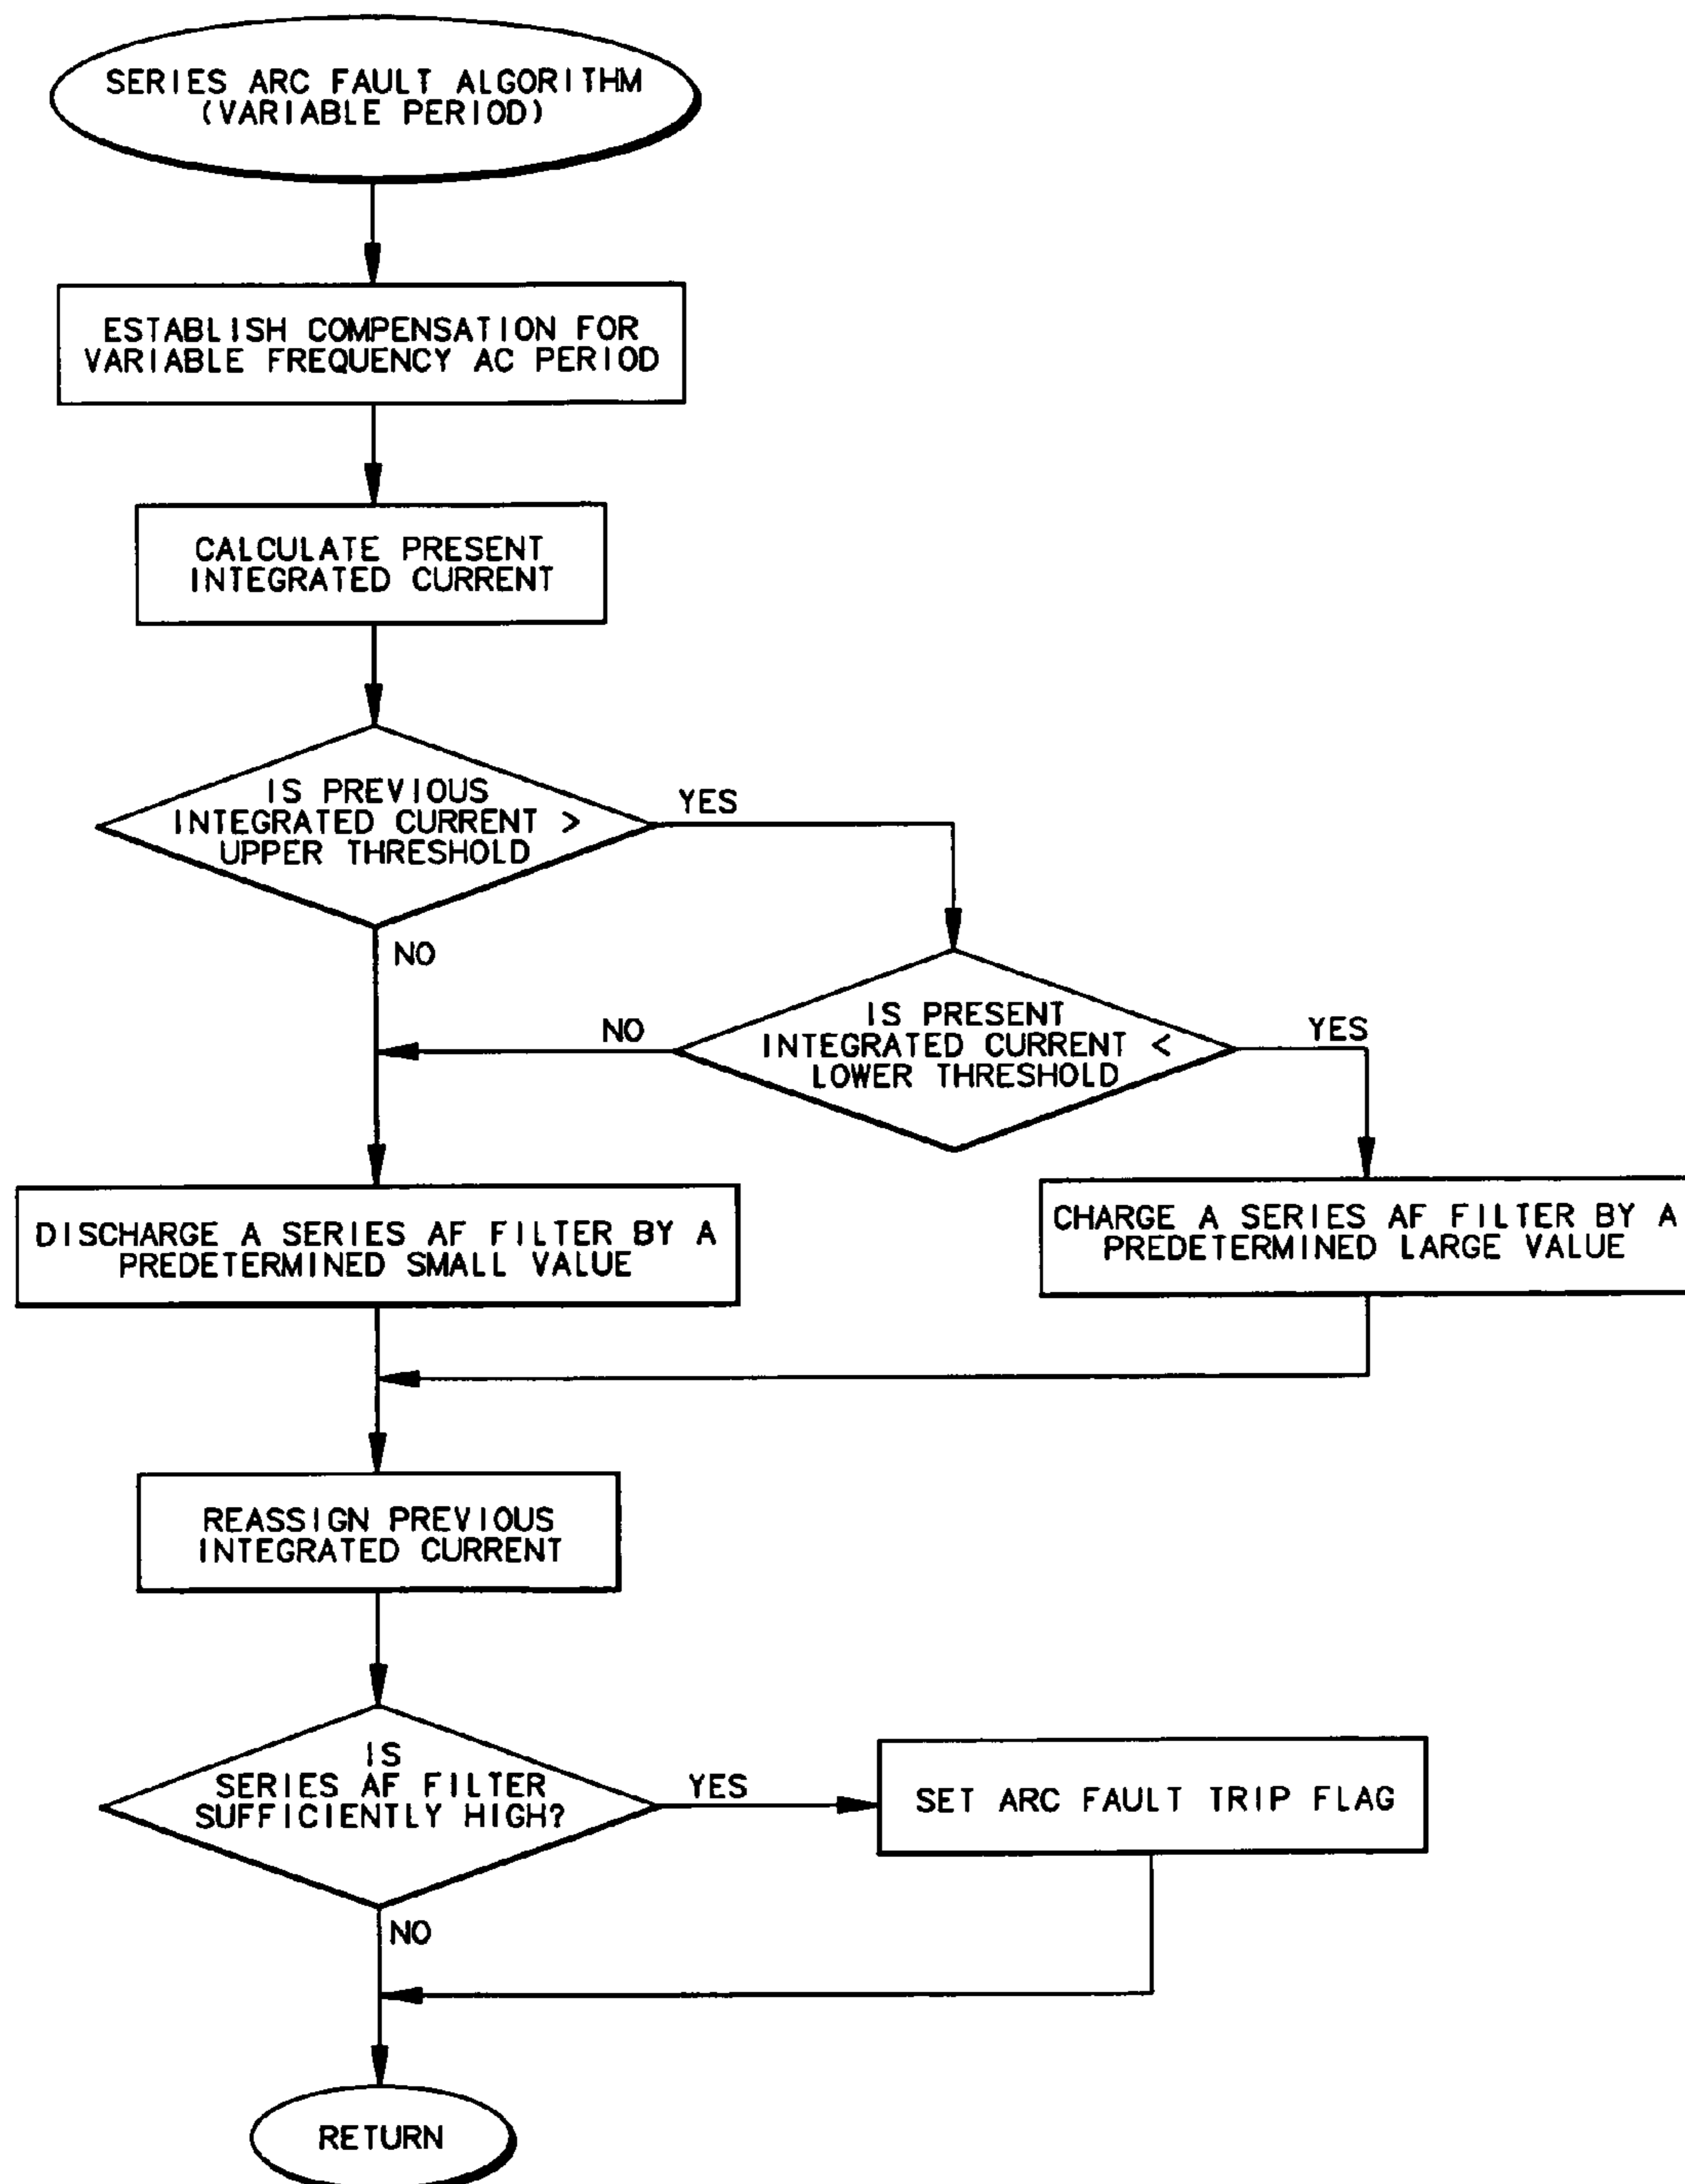 SERIES ARC FAULT ALGORITHM
(VARIABLE PERIOD)
ESTABLISH COMPENSATION FOR
VARIABLE FREQUENCY AC PERIOD
CALCULATE PRESENT
INTEGRATED CURRENT
IS PREVIOUS
INTEGRATED CURRENT >
UPPER THRESHOLD
YES
NO
IS PRESENT
INTEGRATED CURRENT <
LOWER THRESHOLD
NO
YES
DISCHARGE A SERIES AF FILTER BY A
PREDETERMINED SMALL VALUE
CHARGE A SERIES AF FILTER BY A
PREDETERMINED LARGE VALUE
REASSIGN PREVIOUS
INTEGRATED CURRENT
IS
SERIES AF FILTER
SUFFICIENTLY HIGH?
YES
SET ARC FAULT TRIP FLAG
NO
RETURN